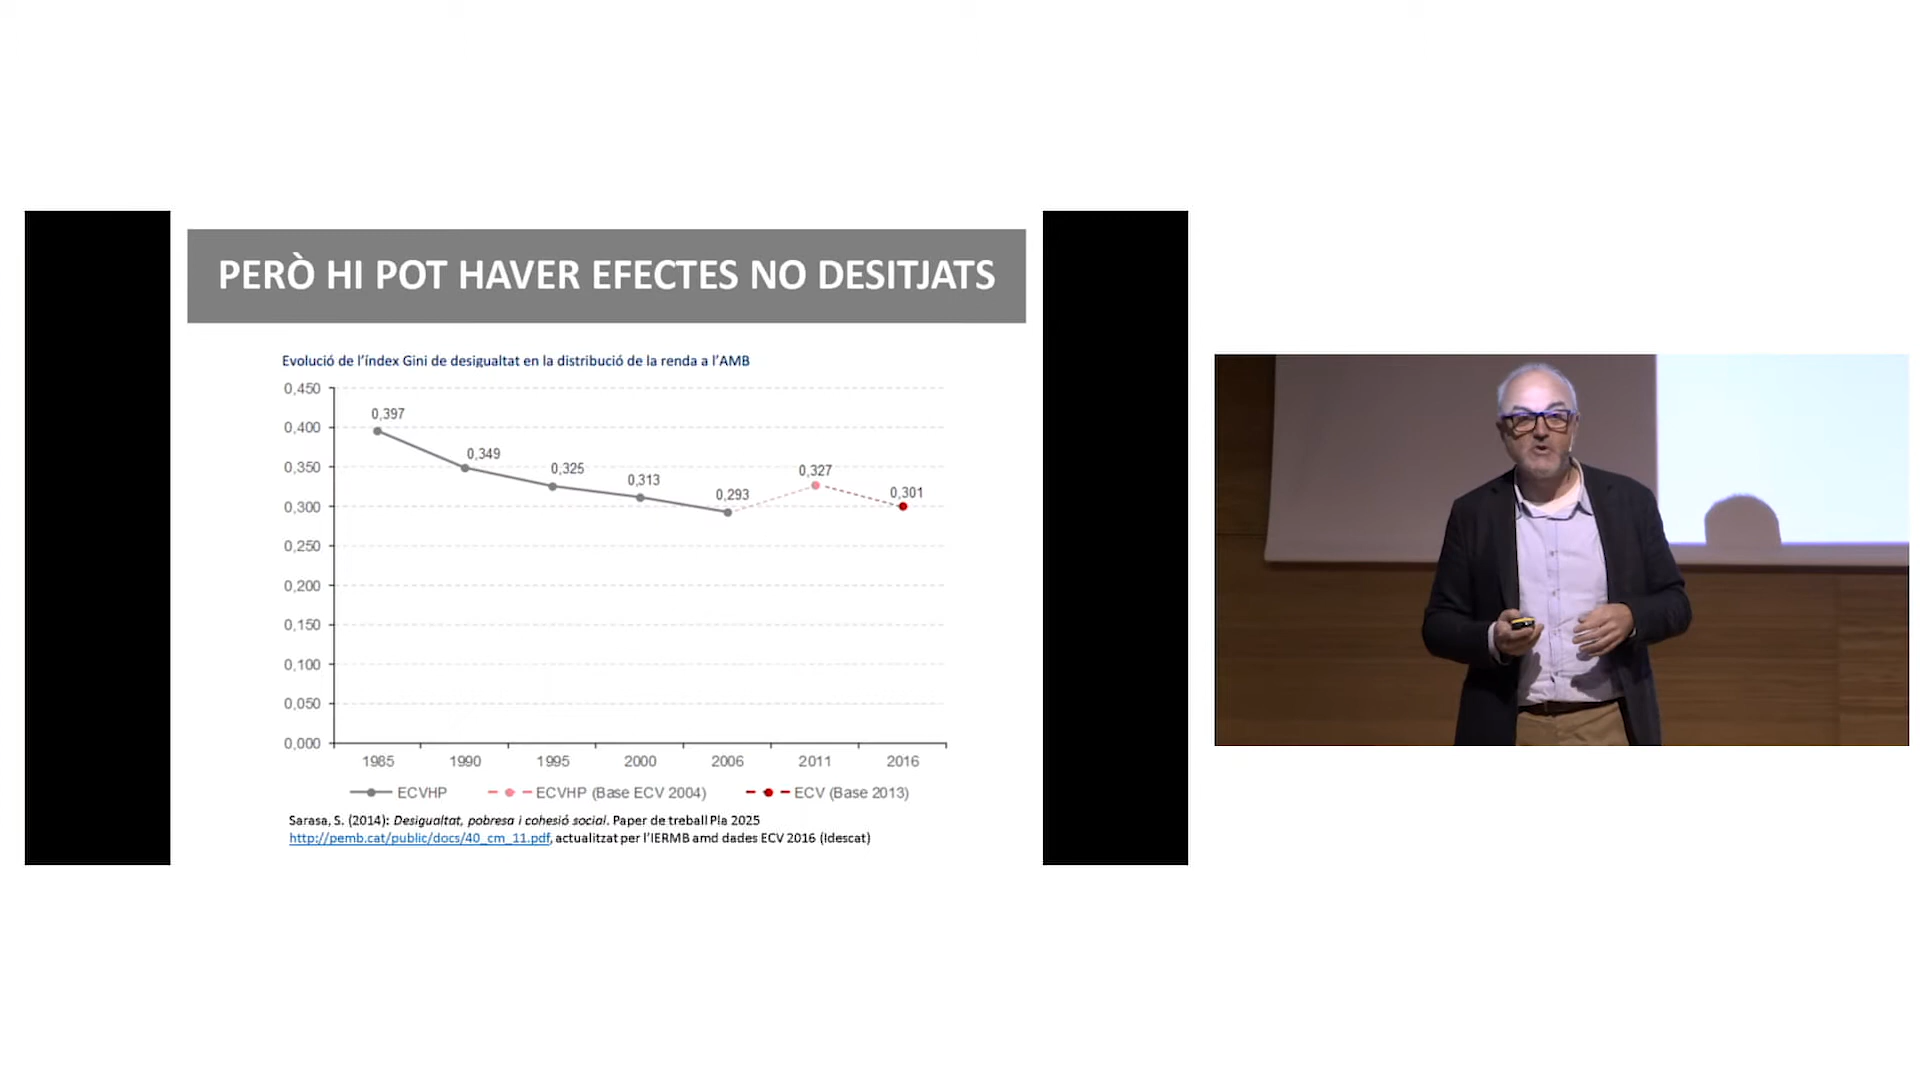 PERÒ HI POT HAVER EFECTES NO DESITJATS
Evolució de l'índex Gini de desigualtat en la distribució de la renda a l'AMB
0,450
0,400
0,350
0,300
0,250
0,200
0,150
0,100
0,050
0,000
0,397
0,349
0,325
0,313
0,293
0,327
0,301
1985 1990 1995 2000 2006 2011 2016
ECVHP ECVHP (Base ECV 2004) ECV (Base 2013)
Sarasa, S. (2014): Desigualtat, pobresa i cohesió social. Paper de treball Pla 2025
http://pemb.cat/public/docs/40_cm_11.pdf, actualitzat per l'IERMB amd dades ECV 2016 (Idescat)